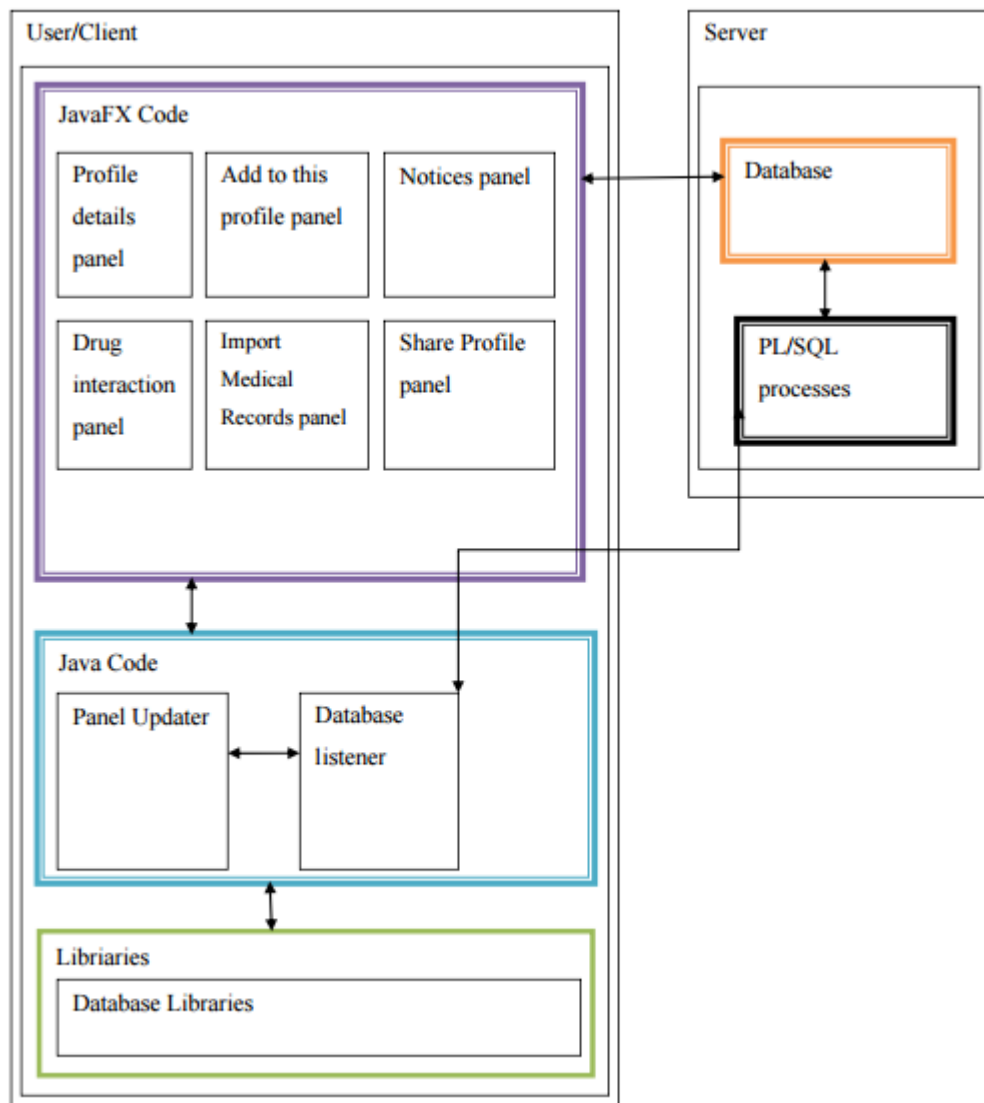 User/Client
JavaFX Code
Profile
details
panel
Add to this
profile panel
Notices panel
Drug
interaction
panel
Import
Medical
Records panel
Share Profile
panel
Java Code
Panel Updater
Database
listener
Libriaries
Database Libraries
Server
Database
PL/SQL
processes